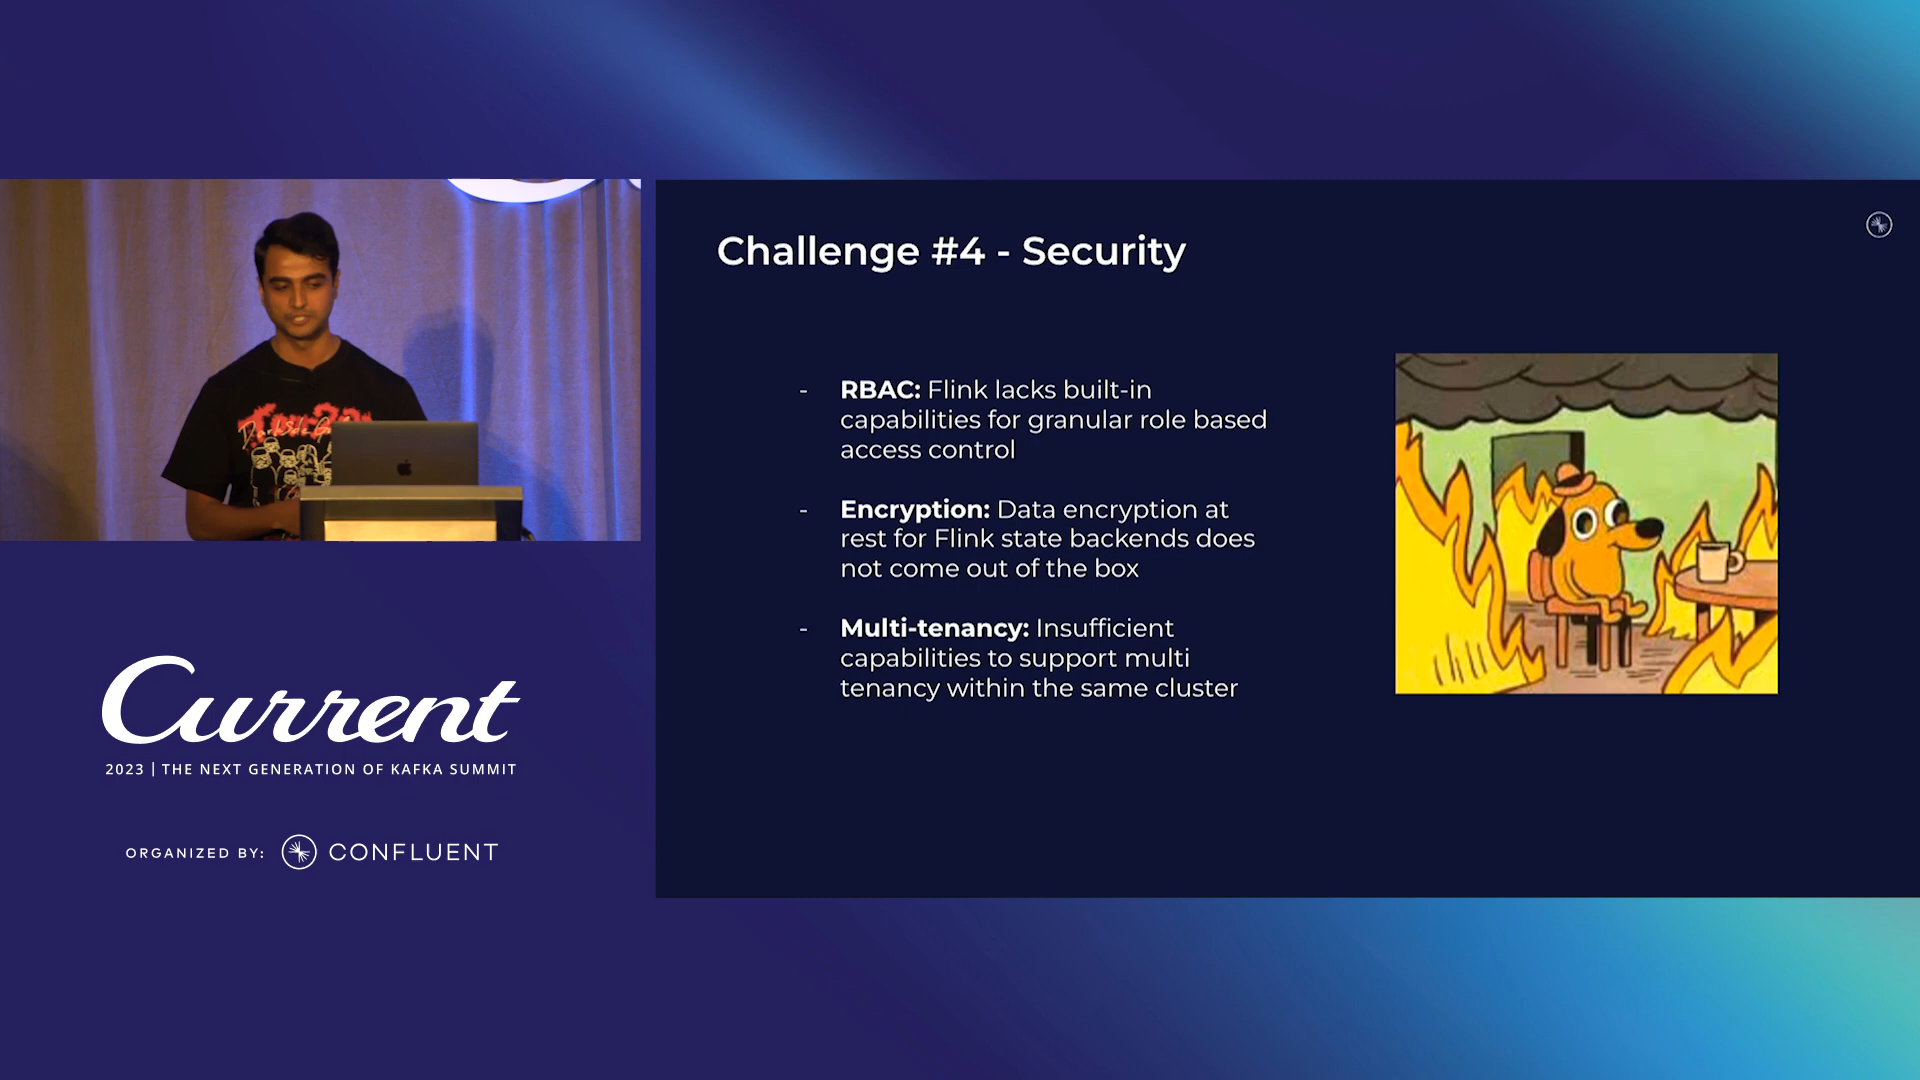 Challenge #4 - Security
- RBAC: Flink lacks built-in
capabilities for granular role based
access control
- Encryption: Data encryption at
rest for Flink state backends does
not come out of the box
- Multi-tenancy: Insufficient
capabilities to support multi
tenancy within the same cluster
Current
2023 | THE NEXT GENERATION OF KAFKA SUMMIT
ORGANIZED BY: CONFLUENT